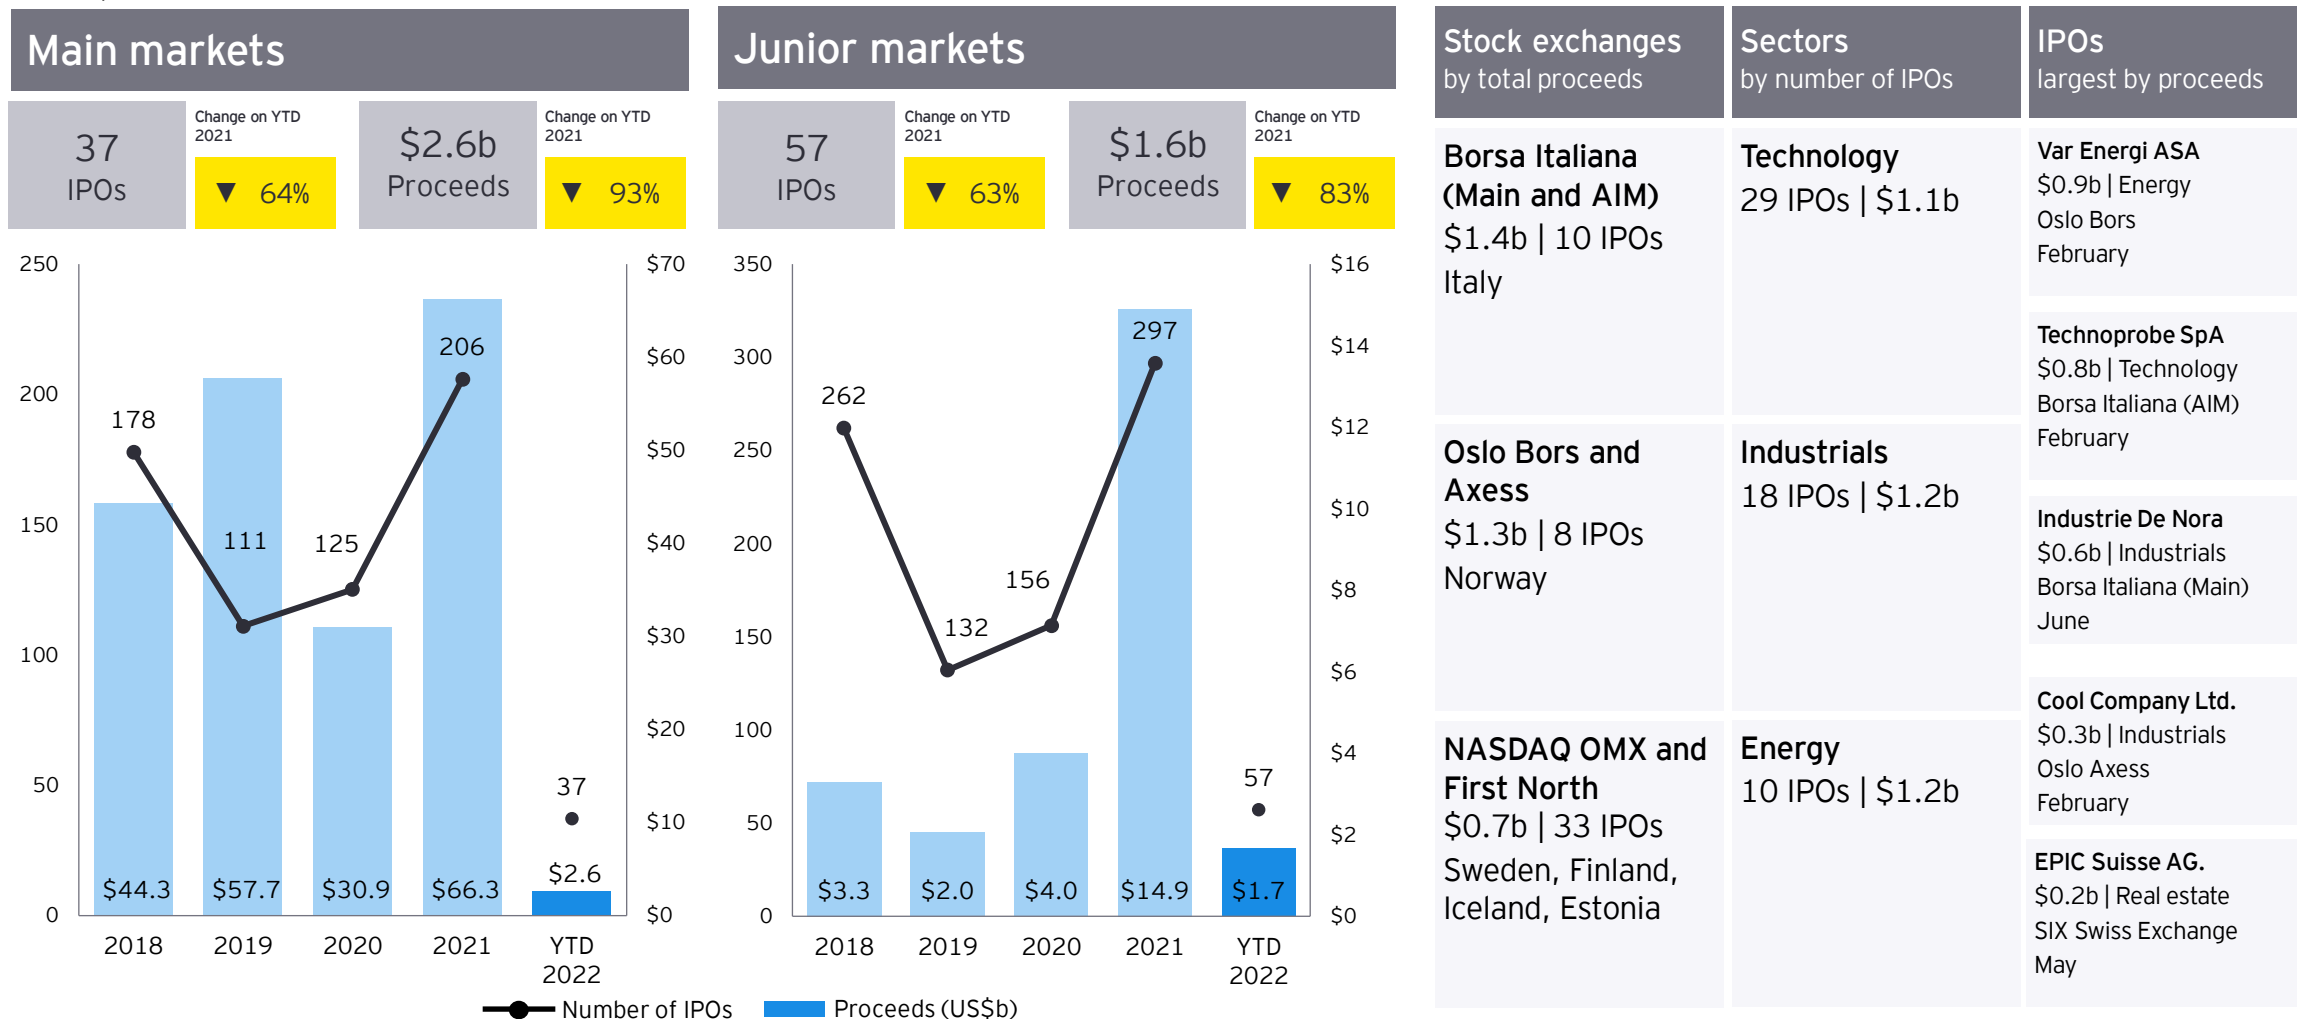 Main markets
37
IPOs
Change on YTD
2021
▼ 64%
$2.6b
Proceeds
Change on YTD
2021
▼ 93%
250
200
150
100
50
0
$70
$60
$50
$40
$30
$20
$10
$0
178
111
125
206
37
$44.3
$57.7
$30.9
$66.3
$2.6
2018
2019
2020
2021
YTD
2022
Junior markets
57
IPOs
Change on YTD
2021
▼ 63%
$1.6b
Proceeds
Change on YTD
2021
▼ 83%
350
300
250
200
150
100
50
0
$16
$14
$12
$10
$8
$6
$4
$2
$0
262
132
156
297
57
$3.3
$2.0
$4.0
$14.9
$1.7
2018
2019
2020
2021
YTD
2022
Number of IPOs
Proceeds (US$b)
Stock exchanges
by total proceeds
Borsa Italiana
(Main and AIM)
$1.4b | 10 IPOs
Italy
Oslo Bors and
Axess
$1.3b | 8 IPOs
Norway
NASDAQ OMX and
First North
$0.7b | 33 IPOs
Sweden, Finland,
Iceland, Estonia
Sectors
by number of IPOs
Technology
29 IPOs | $1.1b
Industrials
18 IPOs | $1.2b
Energy
10 IPOs | $1.2b
IPOs
largest by proceeds
Var Energi ASA
$0.9b | Energy
Oslo Bors
February
Technoprobe SpA
$0.8b | Technology
Borsa Italiana (AIM)
February
Industrie De Nora
$0.6b | Industrials
Borsa Italiana (Main)
June
Cool Company Ltd.
$0.3b | Industrials
Oslo Axess
February
EPIC Suisse AG.
$0.2b | Real estate
SIX Swiss Exchange
May